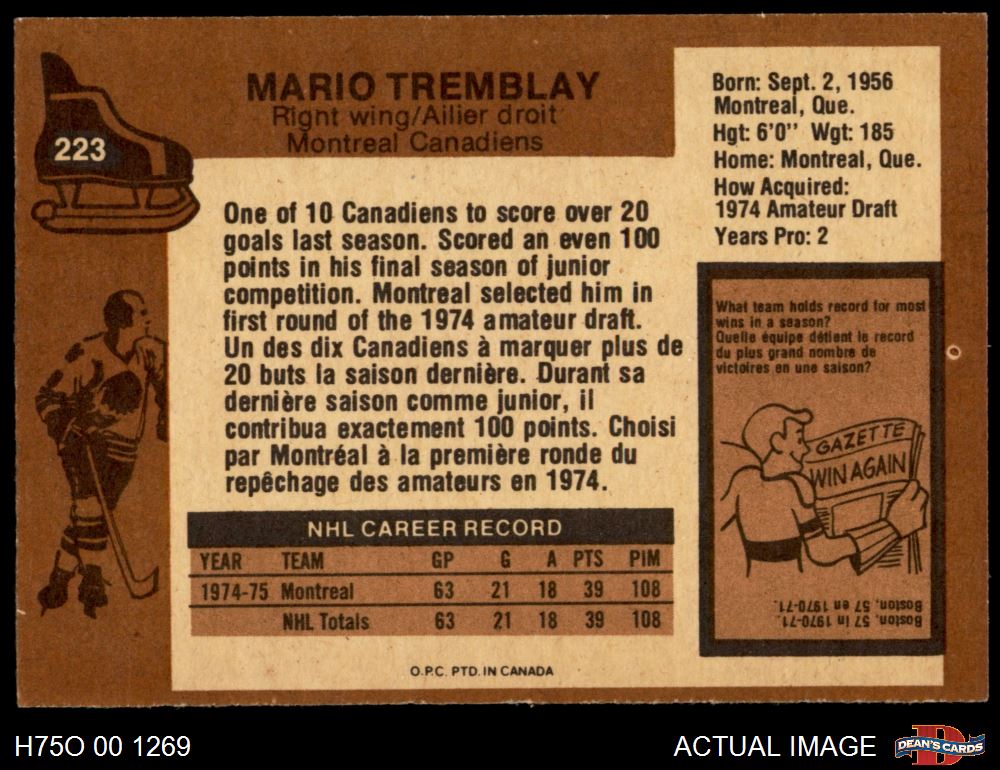 223
MARIO TREMBLAY
Right wing/Ailier droit
Montreal Canadiens
Born: Sept. 2, 1956
Montreal, Que.
Hgt: 6'0" Wgt: 185
Home: Montreal, Que.
How Acquired:
1974 Amateur Draft
Years Pro: 2
One of 10 Canadiens to score over 20
goals last season. Scored an even 100
points in his final season of junior
competition. Montreal selected him in
first round of the 1974 amateur draft.
Un des dix Canadiens à marquer plus de
20 buts la saison dernière. Durant sa
dernière saison comme junior, il
contribua exactement 100 points. Choisi
par Montréal à la première ronde du
repêchage des amateurs en 1974.
NHL CAREER RECORD
YEAR TEAM GP G A PTS PIM
1974-75 Montreal 63 21 18 39 108
NHL Totals 63 21 18 39 108
O.P.C. PTD. IN CANADA
What team holds record for most
wins in a season?
Quelle équipe détient le record
du plus grand nombre de
victoires en une saison?
GAZETTE
WIN AGAIN
Boston, 57 in 1970-71.
Boston, 57 en 1970-71.
H75O 00 1269
ACTUAL IMAGE
DEAN'S CARDS